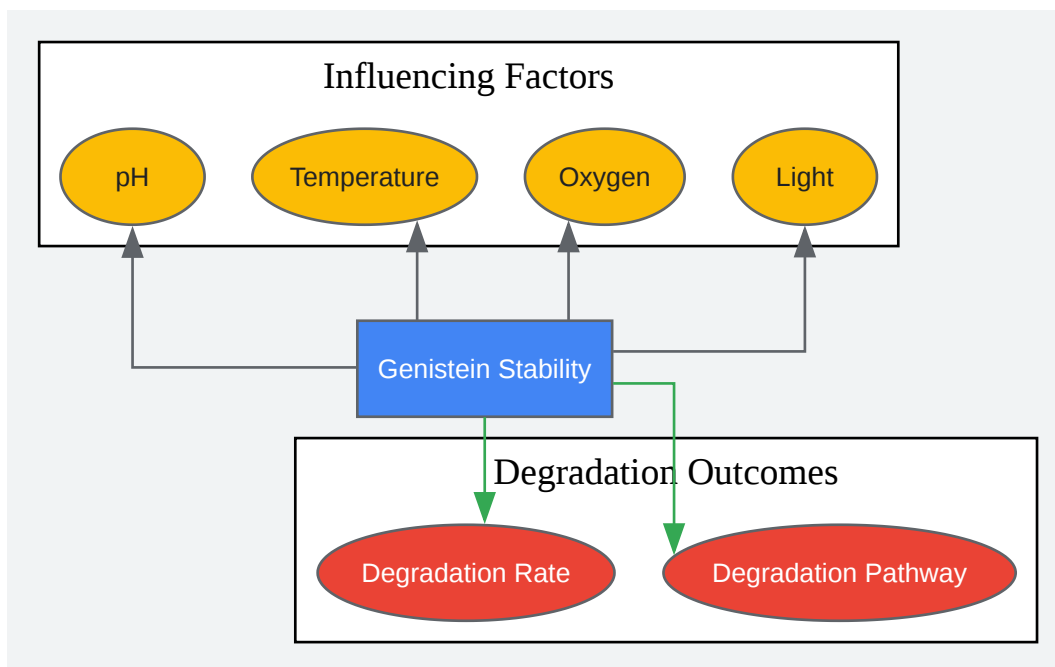 Influencing Factors
pH
Temperature
Oxygen
Light
Genistein Stability
Degradation Outcomes
Degradation Rate
Degradation Pathway